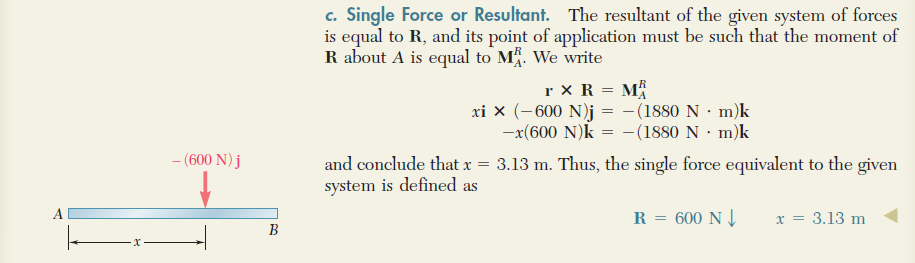 c. Single Force or Resultant. The resultant of the given system of forces
is equal to R, and its point of application must be such that the moment of
R about A is equal to M_A^R. We write
r × R = M_A^R
xi × (−600 N)j = −(1880 N · m)k
−x(600 N)k = −(1880 N · m)k
and conclude that x = 3.13 m. Thus, the single force equivalent to the given
system is defined as
R = 600 N↓ x = 3.13 m ◀
−(600 N) j
A
B
x